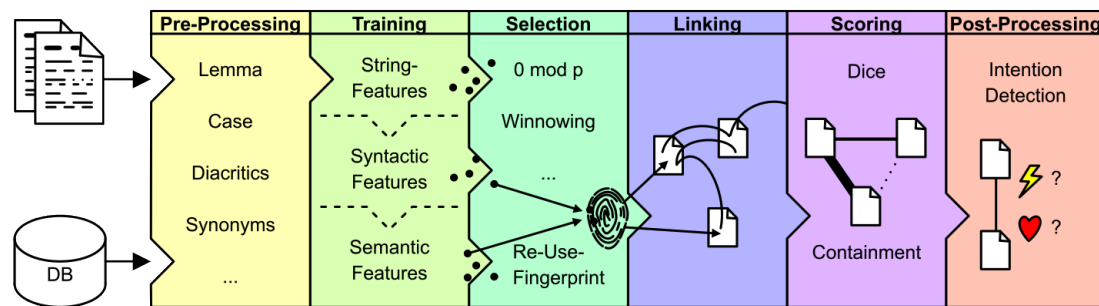 Pre-Processing
Training
Selection
Linking
Scoring
Post-Processing
Lemma
Case
Diacritics
Synonyms
...
DB
String-
Features
Syntactic
Features
Semantic
Features
0 mod p
Winnowing
...
Re-Use-
Fingerprint
Dice
Containment
Intention
Detection
?
?